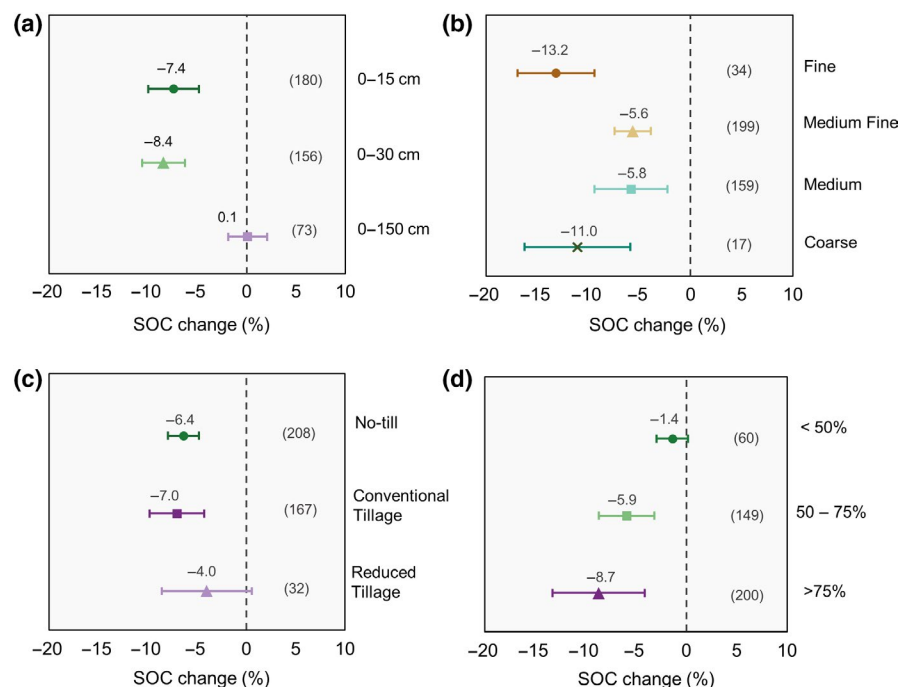 (a)
−7.4
(180)
0–15 cm
−8.4
(156)
0–30 cm
0.1
(73)
0–150 cm
−20 −15 −10 −5 0 5 10
SOC change (%)
(b)
−13.2
(34)
Fine
−5.6
(199)
Medium Fine
−5.8
(159)
Medium
−11.0
(17)
Coarse
−20 −15 −10 −5 0 5 10
SOC change (%)
(c)
−6.4
(208)
No-till
−7.0
(167)
Conventional
Tillage
−4.0
(32)
Reduced
Tillage
−20 −15 −10 −5 0 5 10
SOC change (%)
(d)
−1.4
(60)
< 50%
−5.9
(149)
50 – 75%
−8.7
(200)
>75%
−20 −15 −10 −5 0 5 10
SOC change (%)